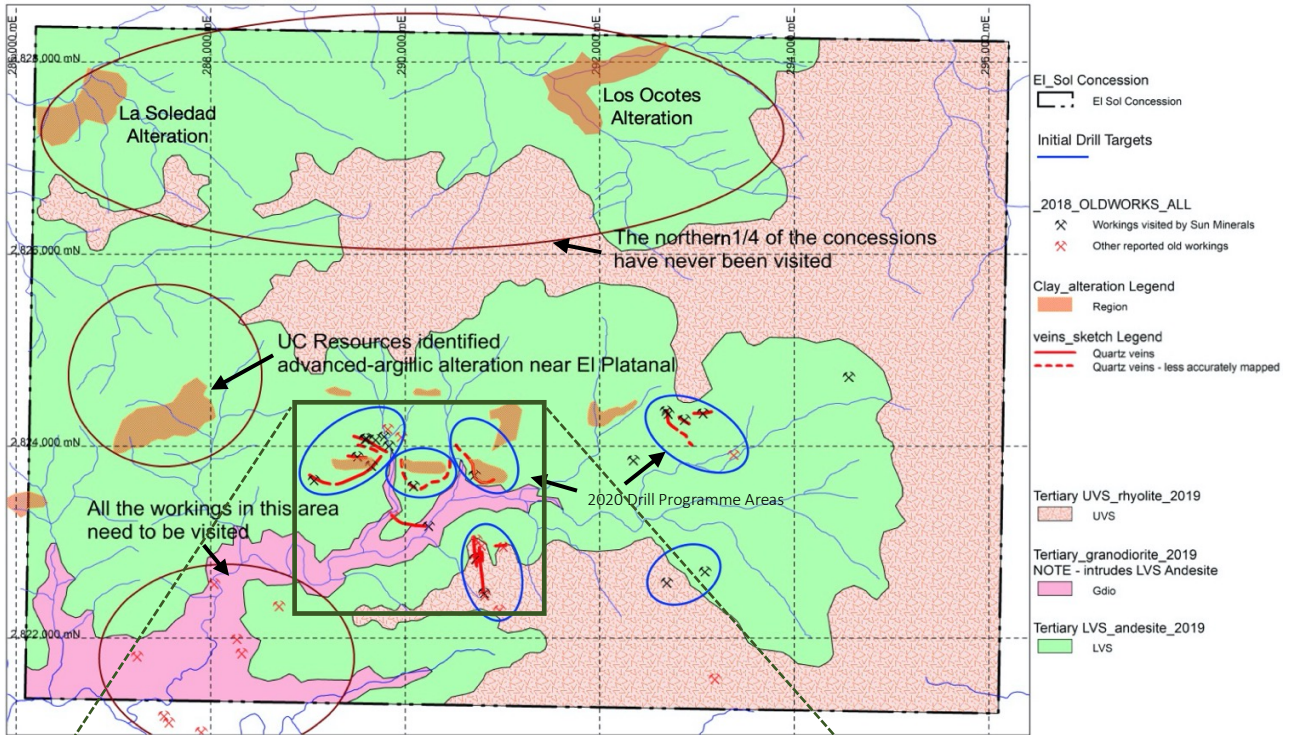 286,000 mE
288,000 mE
290,000 mE
292,000 mE
294,000 mE
296,000 mE
2,828,000 mN
La Soledad
Alteration
Los Ocotes
Alteration
2,826,000 mN
The northern1/4 of the concessions
have never been visited
UC Resources identified
advanced-argillic alteration near El Platanal
2,824,000 mN
2020 Drill Programme Areas
All the workings in this area
need to be visited
2,822,000 mN
El_Sol Concession
El Sol Concession
Initial Drill Targets
_2018_OLDWORKS_ALL
Workings visited by Sun Minerals
Other reported old workings
Clay_alteration Legend
Region
veins_sketch Legend
Quartz veins
Quartz veins - less accurately mapped
Tertiary UVS_rhyolite_2019
UVS
Tertiary_granodiorite_2019
NOTE - intrudes LVS Andesite
Gdio
Tertiary LVS_andesite_2019
LVS